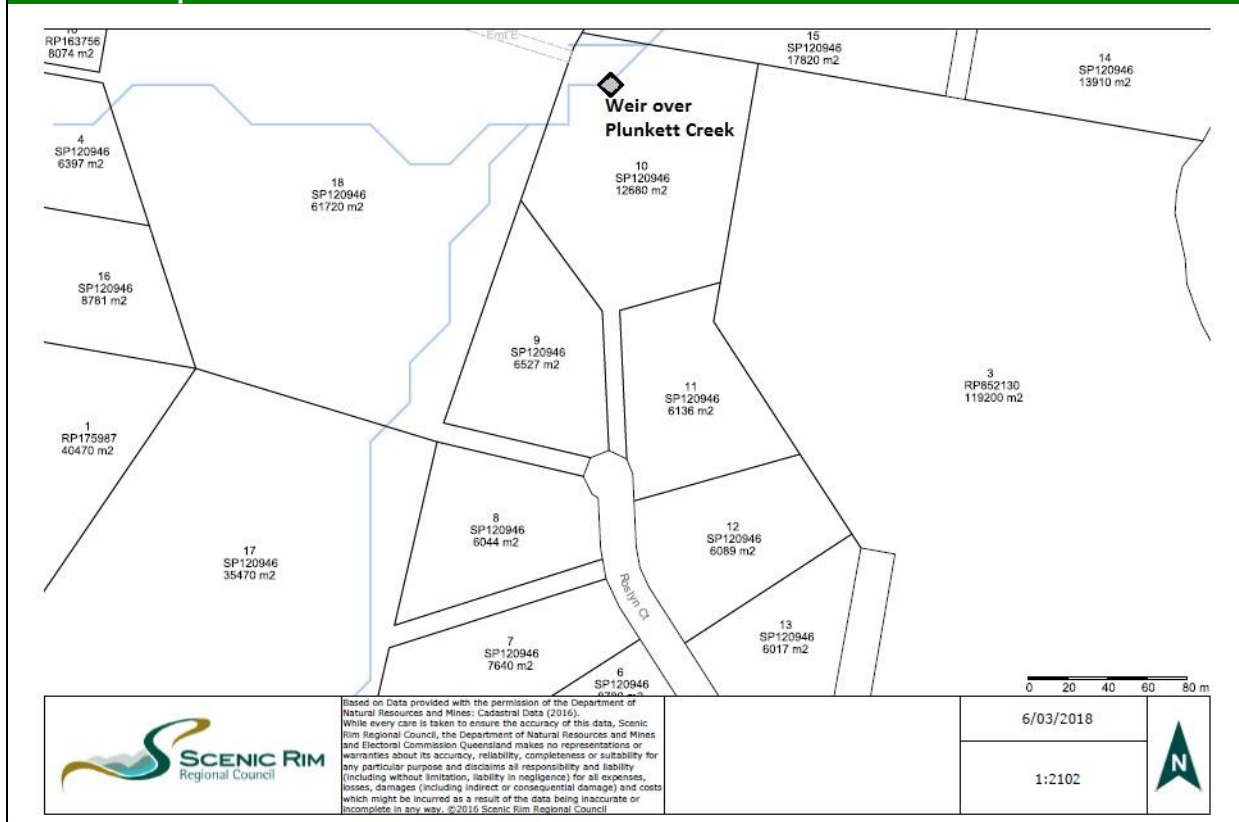 RP163756
8074 m2
Emt E
15
SP120946
17820 m2
14
SP120946
13910 m2
Weir over
Plunkett Creek
4
SP120946
6397 m2
18
SP120946
61720 m2
10
SP120946
12680 m2
16
SP120946
8781 m2
9
SP120946
6527 m2
11
SP120946
6136 m2
3
RP852130
119200 m2
1
RP175987
40470 m2
8
SP120946
6044 m2
12
SP120946
6089 m2
17
SP120946
35470 m2
Roslyn Ct
13
SP120946
6017 m2
7
SP120946
7640 m2
6
SP120946
0 20 40 60 80 m
SCENIC RIM
Regional Council
Based on Data provided with the permission of the Department of
Natural Resources and Mines: Cadastral Data (2016).
While every care is taken to ensure the accuracy of this data, Scenic
Rim Regional Council, the Department of Natural Resources and Mines
and Electoral Commission Queensland makes no representations or
warranties about its accuracy, reliability, completeness or suitability for
any particular purpose and disclaims all responsibility and liability
(including without limitation, liability in negligence) for all expenses,
losses, damages (including indirect or consequential damage) and costs
which might be incurred as a result of the data being inaccurate or
incomplete in any way. ©2016 Scenic Rim Regional Council
6/03/2018
1:2102
N